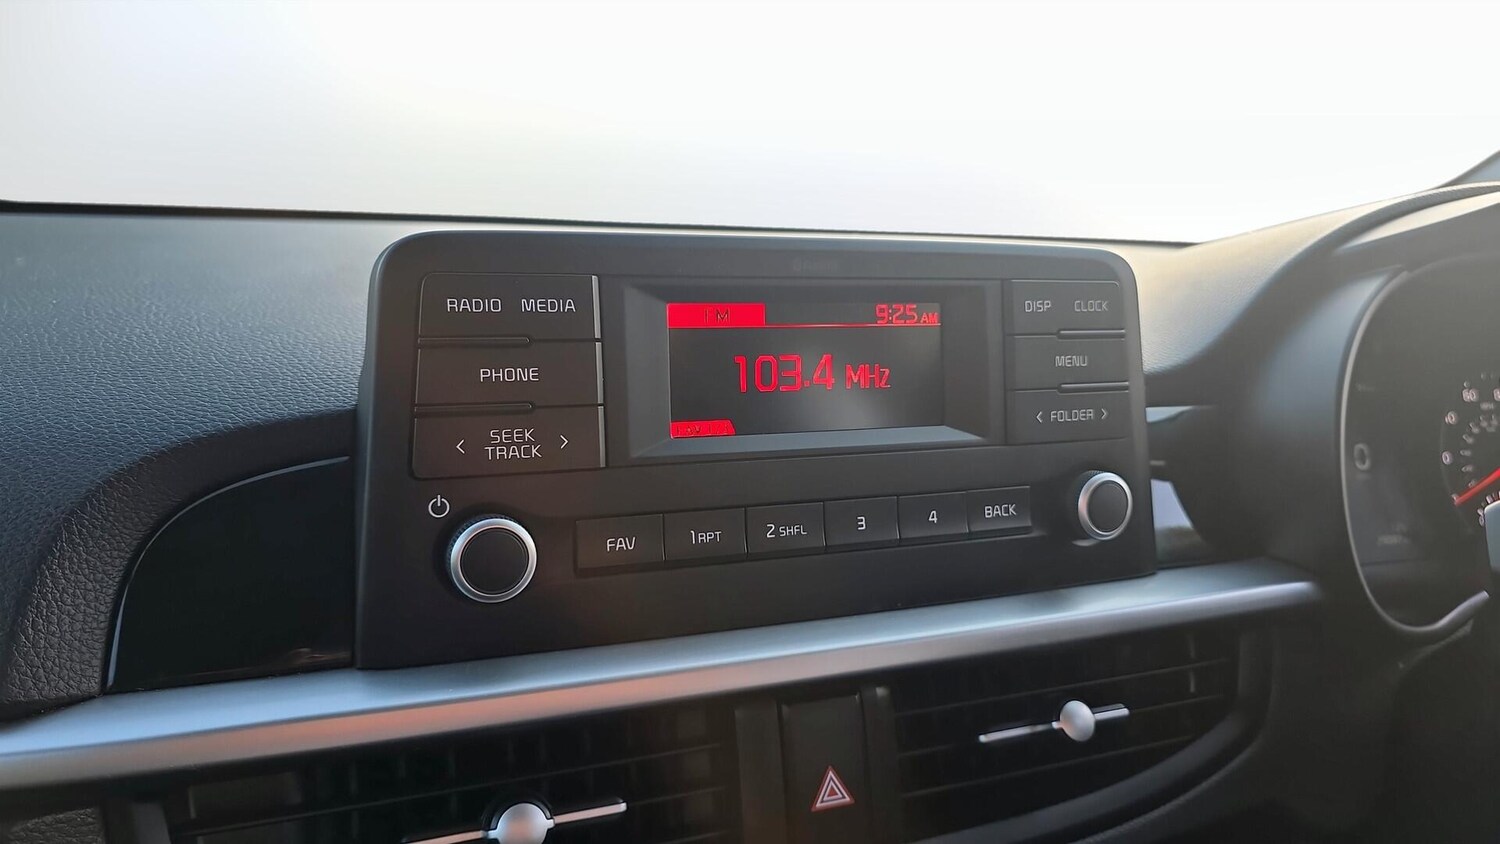 RADIO MEDIA
PHONE
< SEEK TRACK >
FM
9:25 AM
103.4 MHz
DISP CLOCK
MENU
< FOLDER >
FAV
1 RPT
2 SHFL
3
4
BACK